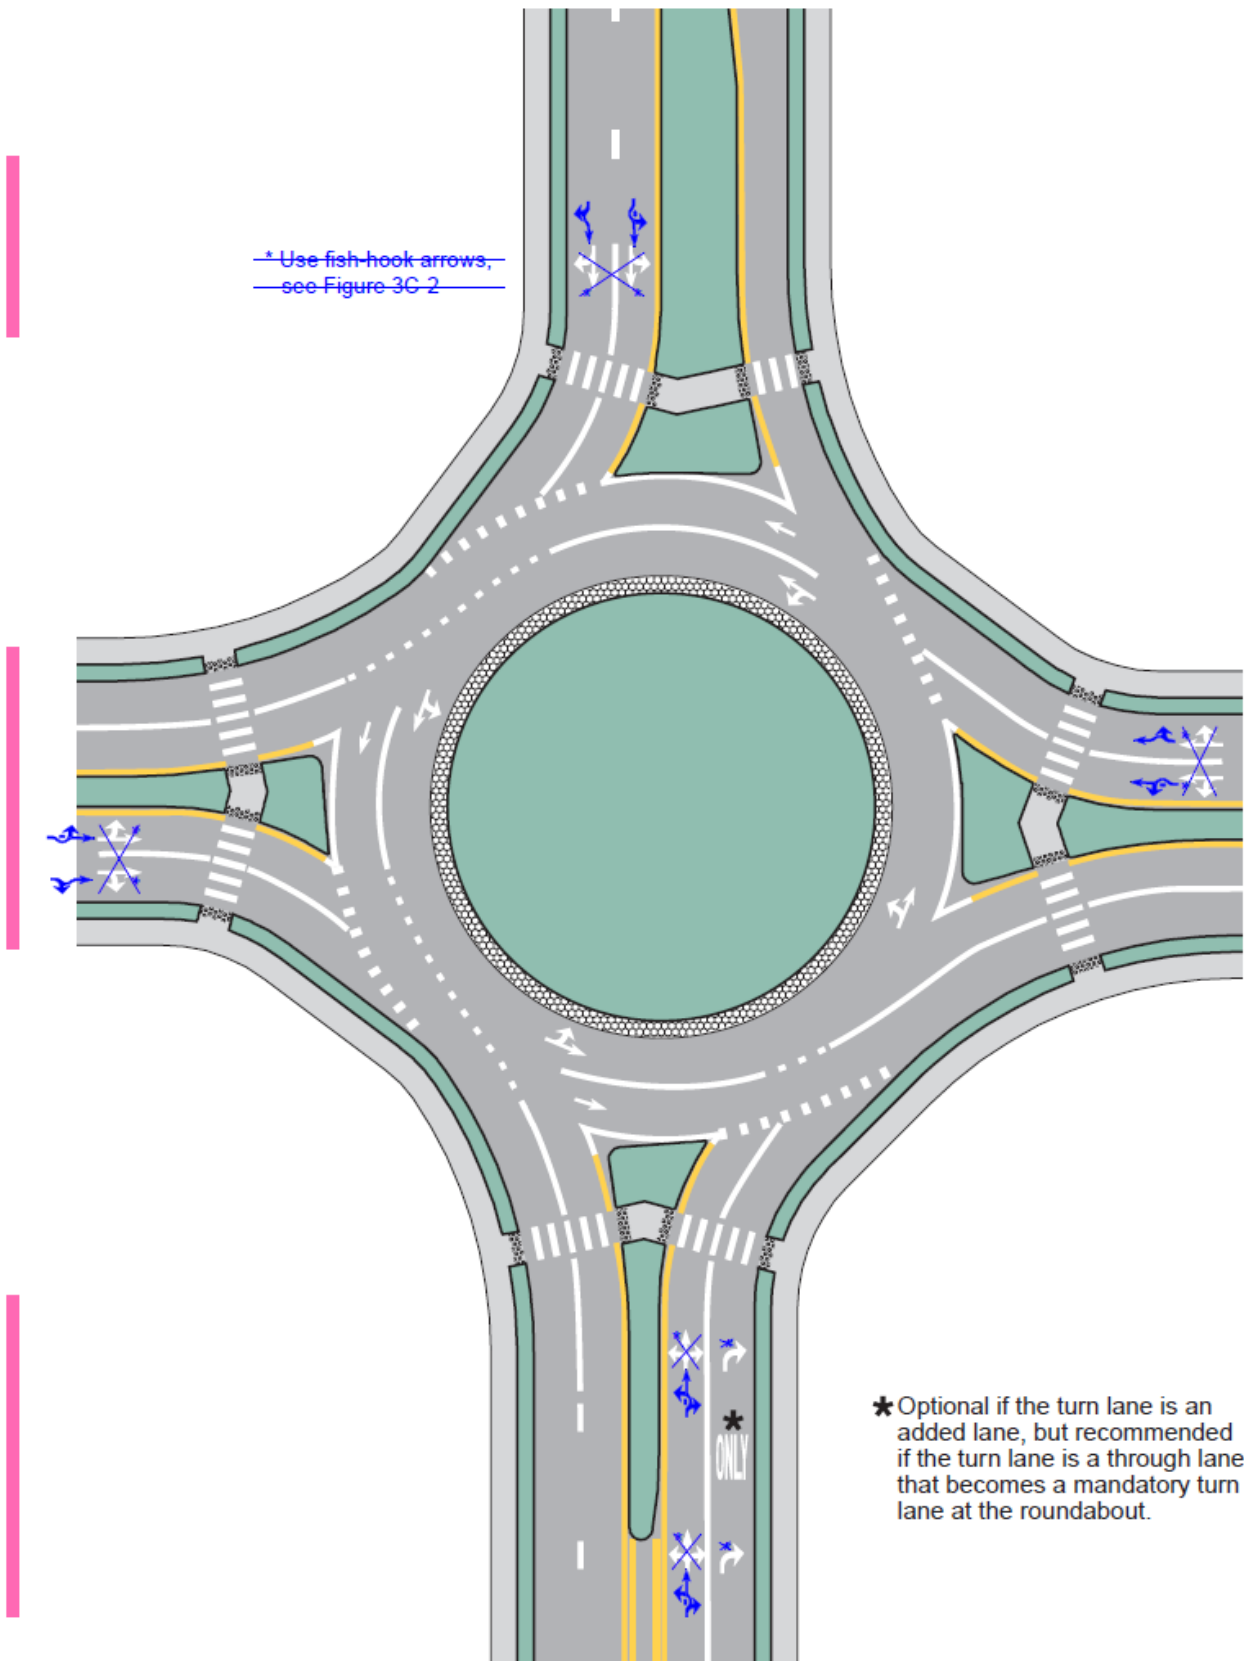 * Use fish-hook arrows,
see Figure 3C-2
*
ONLY
* Optional if the turn lane is an
added lane, but recommended
if the turn lane is a through lane
that becomes a mandatory turn
lane at the roundabout.